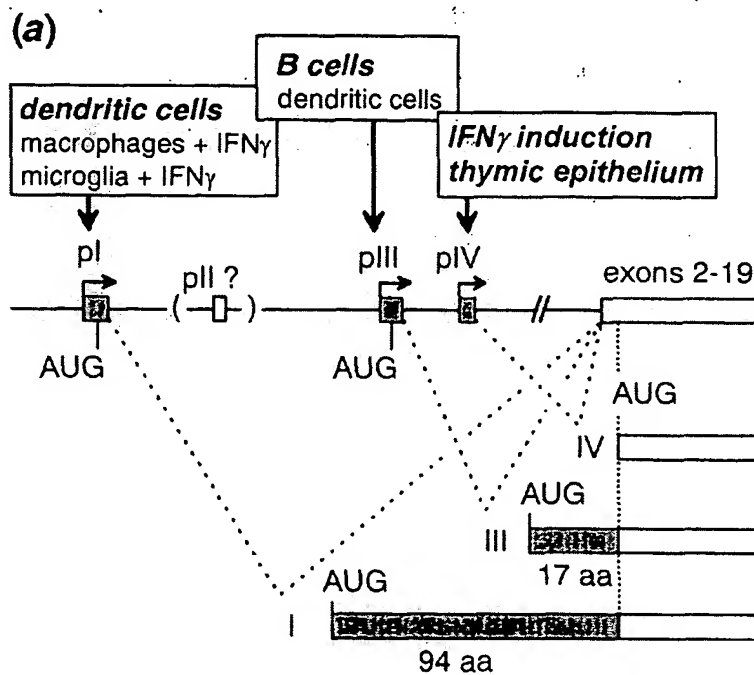 (a)
dendritic cells
macrophages + IFNγ
microglia + IFNγ
B cells
dendritic cells
IFNγ induction
thymic epithelium
pI
( pII ? )
pIII
pIV
//
exons 2-19
AUG
AUG
AUG
IV
AUG
III
17 aa
AUG
I
94 aa